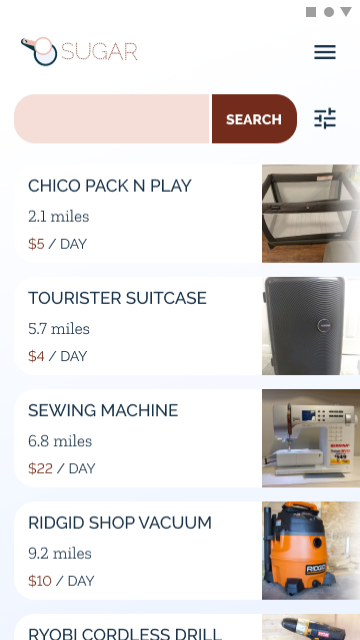 SUGAR
SEARCH
CHICO PACK N PLAY
2.1 miles
$5 / DAY
TOURISTER SUITCASE
5.7 miles
$4 / DAY
SEWING MACHINE
6.8 miles
$22 / DAY
BERNINA
RIDGID SHOP VACUUM
9.2 miles
$10 / DAY
RIDGID
RYOBI CORDLESS DRILL